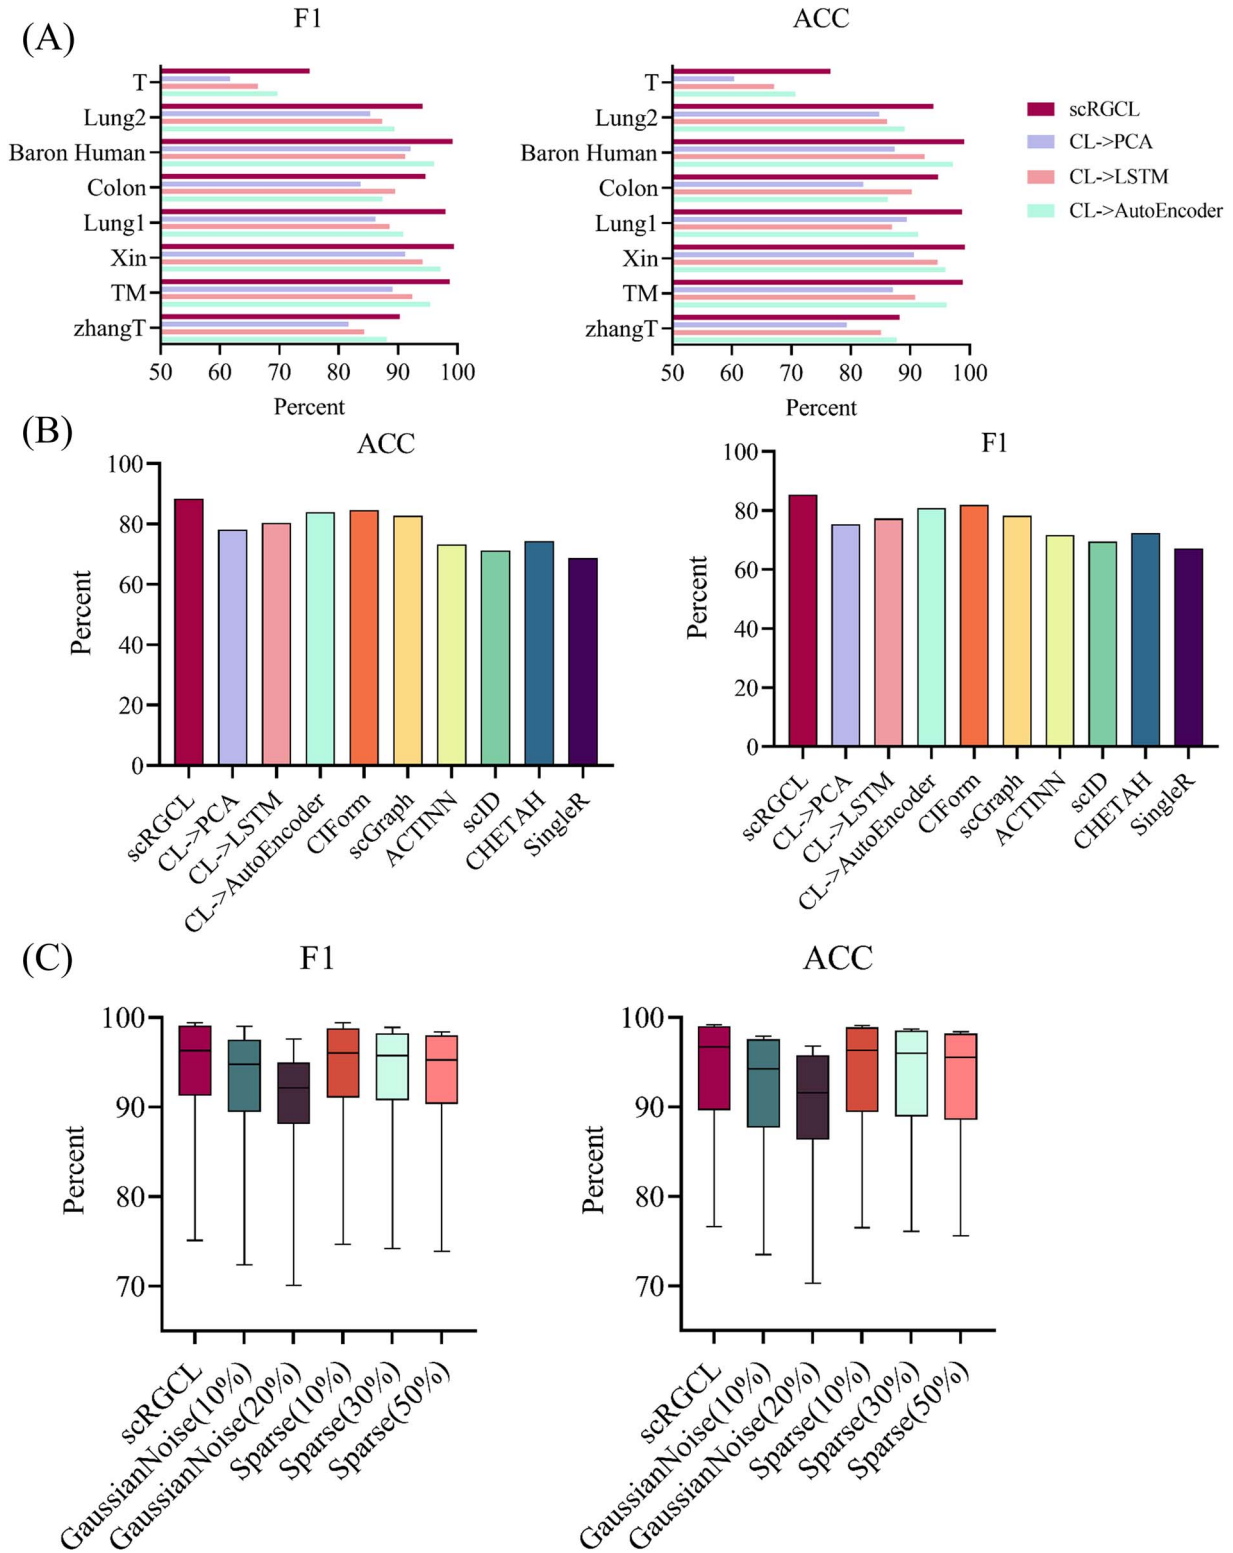 (A)
F1
T
Lung2
Baron Human
Colon
Lung1
Xin
TM
zhangT
50 60 70 80 90 100
Percent
ACC
T
Lung2
Baron Human
Colon
Lung1
Xin
TM
zhangT
50 60 70 80 90 100
Percent
scRGCL
CL->PCA
CL->LSTM
CL->AutoEncoder
(B)
ACC
100
80
60
40
20
0
Percent
scRGCL
CL->PCA
CL->LSTM
CL->AutoEncoder
CIForm
scGraph
ACTINN
scID
CHETAH
SingleR
F1
100
80
60
40
20
0
Percent
scRGCL
CL->PCA
CL->LSTM
CL->AutoEncoder
CIForm
scGraph
ACTINN
scID
CHETAH
SingleR
(C)
F1
100
90
80
70
Percent
scRGCL
GaussianNoise(10%)
GaussianNoise(20%)
Sparse(10%)
Sparse(30%)
Sparse(50%)
ACC
100
90
80
70
Percent
scRGCL
GaussianNoise(10%)
GaussianNoise(20%)
Sparse(10%)
Sparse(30%)
Sparse(50%)